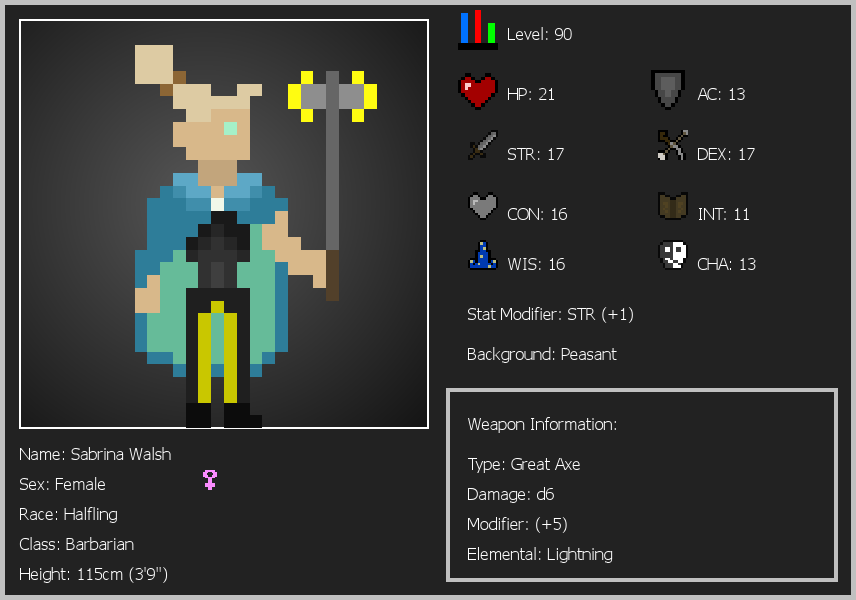 Level: 90
HP: 21
AC: 13
STR: 17
DEX: 17
CON: 16
INT: 11
WIS: 16
CHA: 13
Stat Modifier: STR (+1)
Background: Peasant
Weapon Information:
Type: Great Axe
Damage: d6
Modifier: (+5)
Elemental: Lightning
Name: Sabrina Walsh
Sex: Female
Race: Halfling
Class: Barbarian
Height: 115cm (3'9")